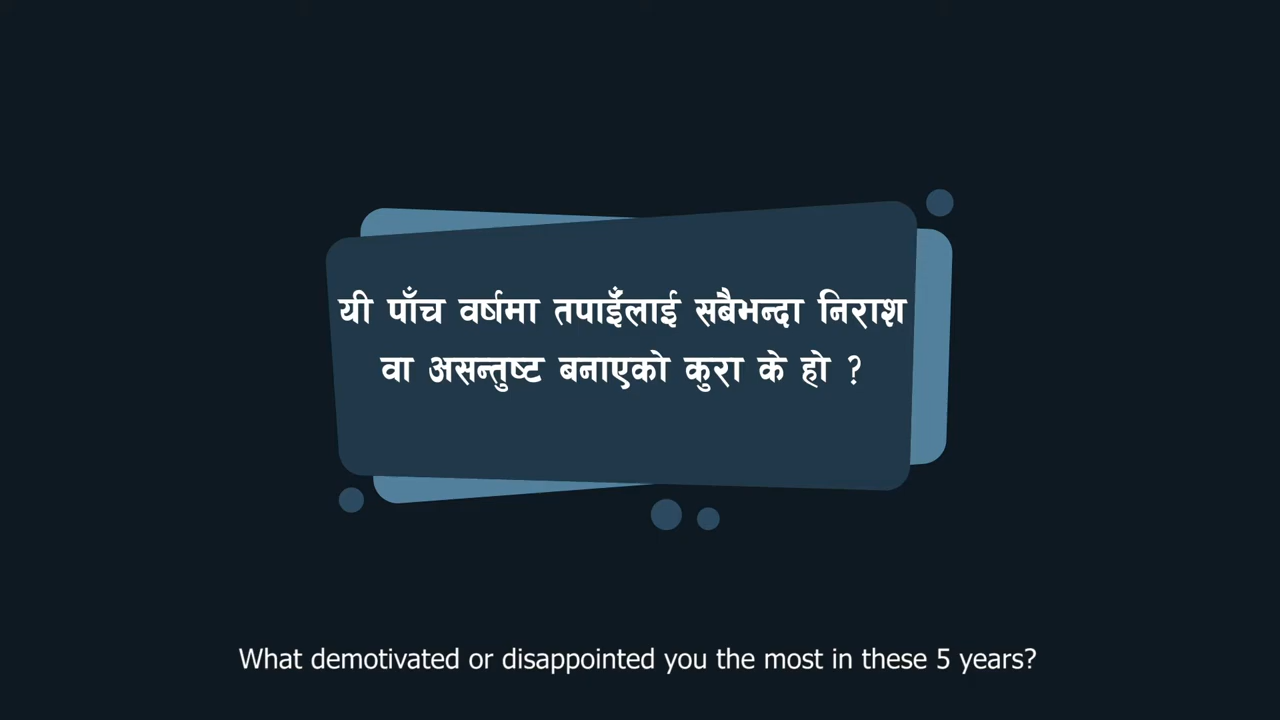 यी पाँच वर्षमा तपाइँलाई सबैभन्दा निराश
वा असन्तुष्ट बनाएको कुरा के हो ?
What demotivated or disappointed you the most in these 5 years?